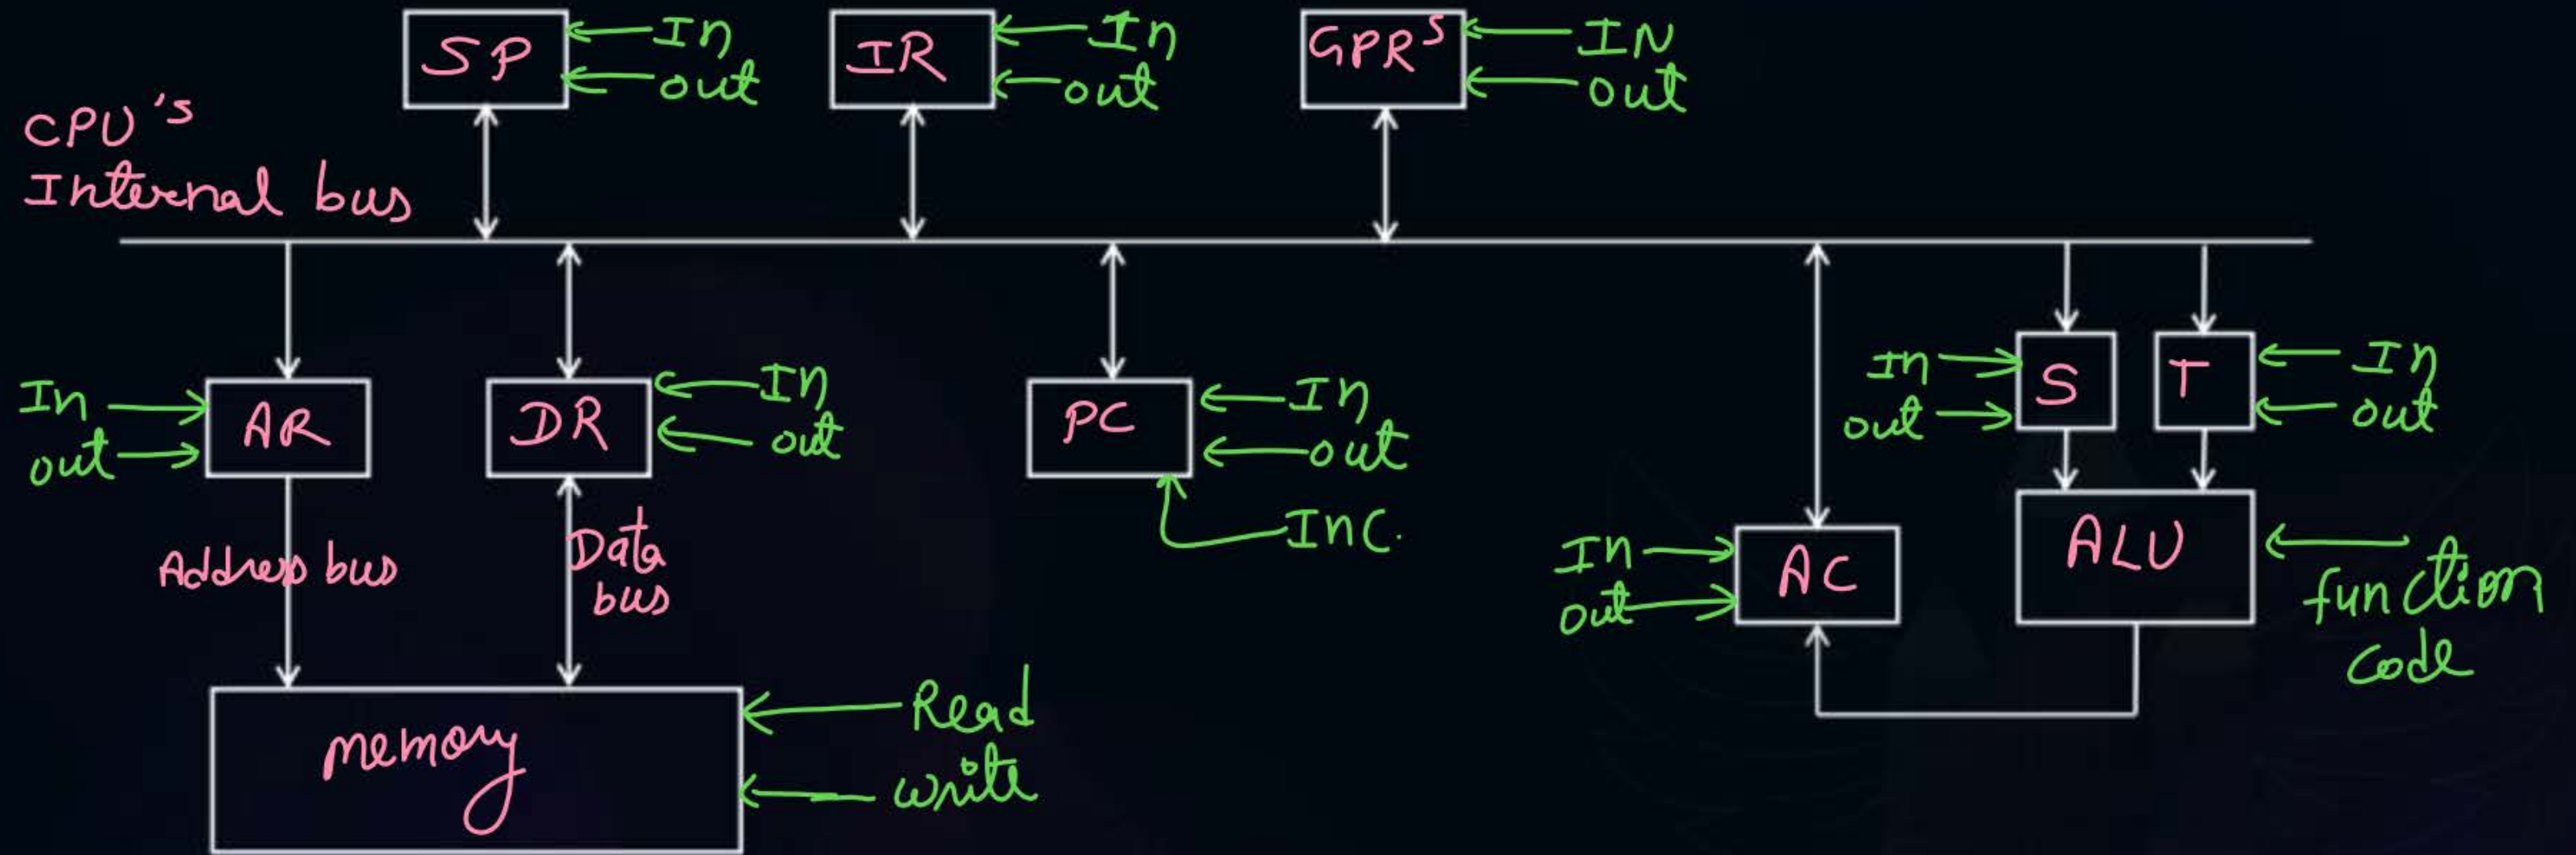 SP
In
out
IR
In
out
GPRS
IN
out
CPU's
Internal bus
In
out
AR
DR
In
out
PC
In
out
INC.
In
out
S
T
In
out
Address bus
Data
bus
In
out
AC
ALU
function
code
memory
Read
write